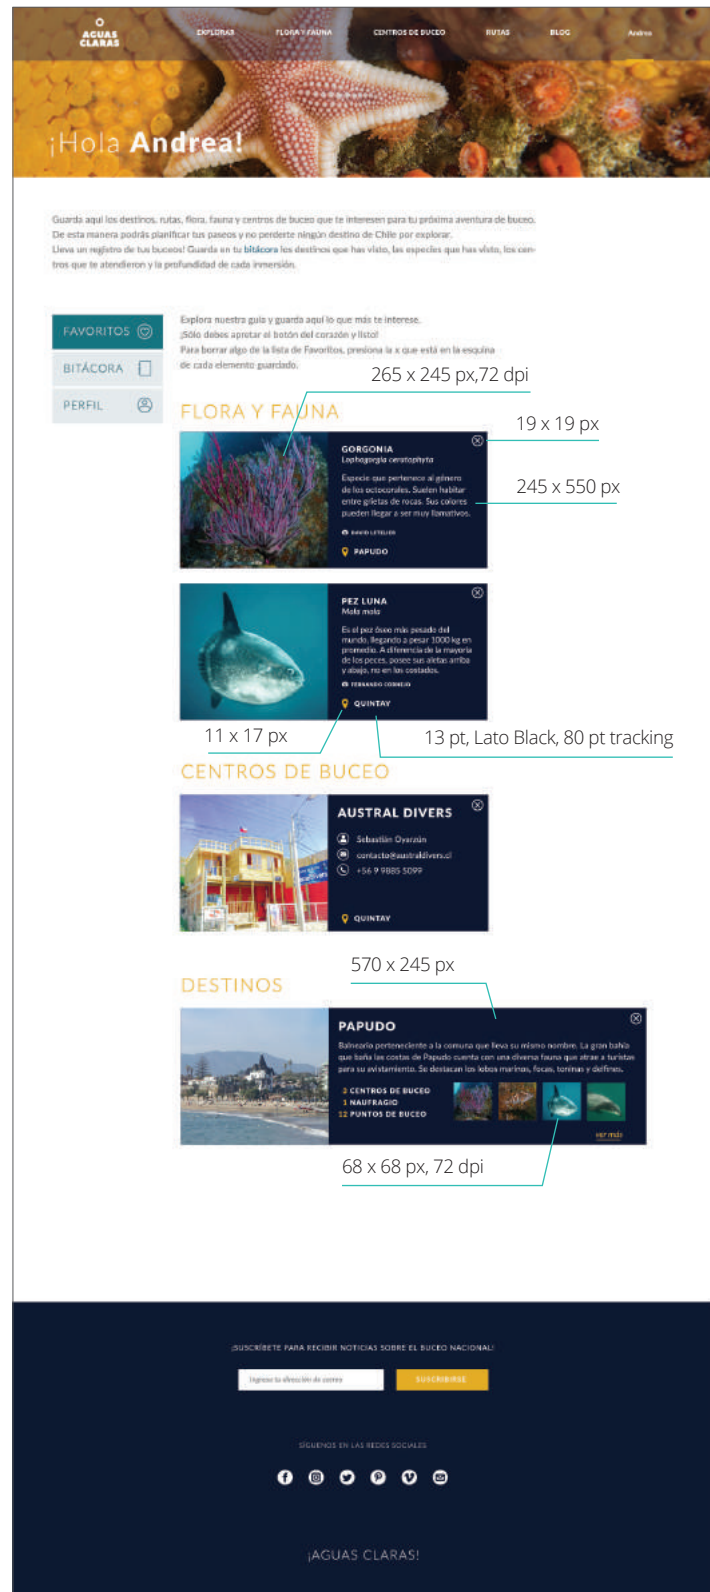 AGUAS
CLARAS
EXPLORAR
FLORA Y FAUNA
CENTROS DE BUCEO
RUTAS
BLOG
Andrea
¡Hola Andrea!
Guarda aquí los destinos, rutas, flora, fauna y centros de buceo que te interesen para tu próxima aventura de buceo.
De esta manera podrás planificar tus paseos y no perderte ningún destino de Chile por explorar.
Lleva un registro de tus buceos! Guarda en tu bitácora los destinos que has visto, las especies que has visto, los cen-
tros que te atendieron y la profundidad de cada inmersión.
FAVORITOS
BITÁCORA
PERFIL
Explora nuestra guía y guarda aquí lo que más te interese.
¡Sólo debes apretar el botón del corazón y listo!
Para borrar algo de la lista de Favoritos, presiona la x que está en la esquina
de cada elemento guardado.
265 x 245 px,72 dpi
FLORA Y FAUNA
19 x 19 px
GORGONIA
Lophogorgia ceratophyta
Especie que pertenece al género
de los octocorales. Suelen habitar
entre grietas de rocas. Sus colores
pueden llegar a ser muy llamativos.
245 x 550 px
DAVID LETELIER
PAPUDO
PEZ LUNA
Mola mola
Es el pez óseo más pesado del
mundo, llegando a pesar 1000 kg en
promedio. A diferencia de la mayoría
de los peces, posee sus aletas arriba
y abajo, no en los costados.
FERNANDO CORNEJO
QUINTAY
11 x 17 px
13 pt, Lato Black, 80 pt tracking
CENTROS DE BUCEO
AUSTRAL DIVERS
Sebastián Oyarzún
contacto@australdivers.cl
+56 9 9885 5099
QUINTAY
570 x 245 px
DESTINOS
PAPUDO
Balneario perteneciente a la comuna que lleva su mismo nombre. La gran bahía
que baña las costas de Papudo cuenta con una diversa fauna que atrae a turistas
para su avistamiento. Se destacan los lobos marinos, focas, toninas y delfines.
3 CENTROS DE BUCEO
1 NAUFRAGIO
12 PUNTOS DE BUCEO
ver más
68 x 68 px, 72 dpi
¡SUSCRÍBETE PARA RECIBIR NOTICIAS SOBRE EL BUCEO NACIONAL!
Ingrese tu dirección de correo
SUSCRIBIRSE
SÍGUENOS EN LAS REDES SOCIALES
¡AGUAS CLARAS!